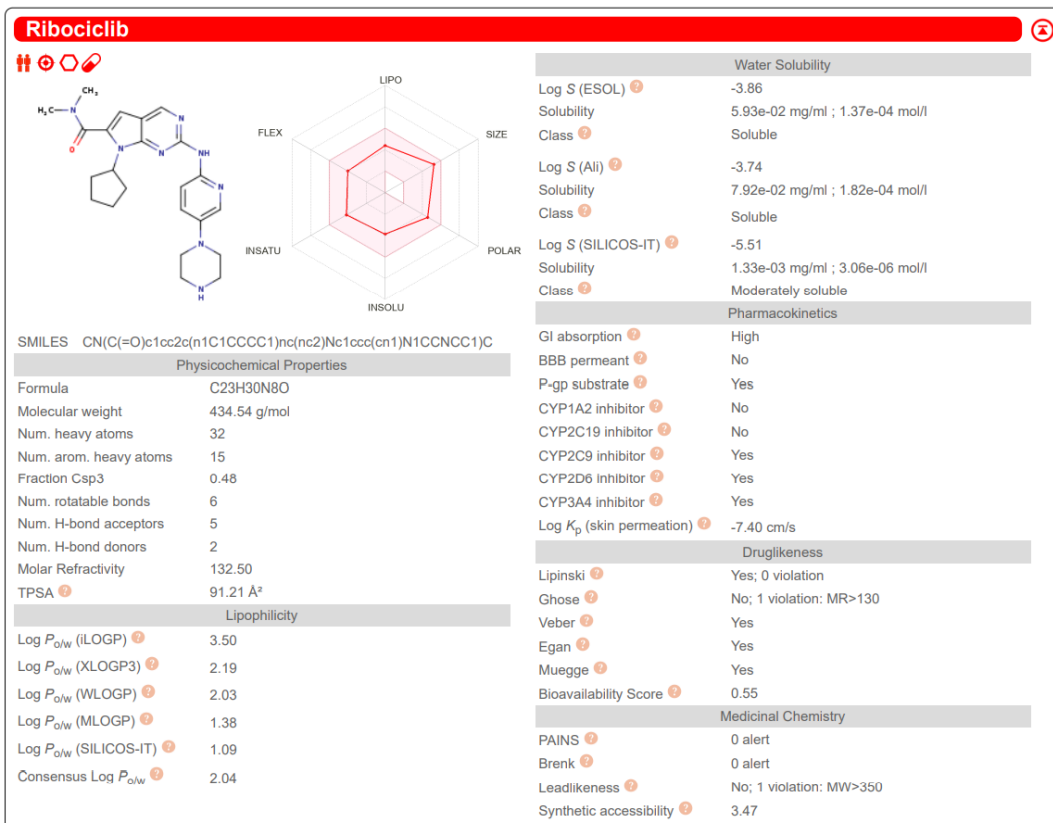 Ribociclib
CH₃
H₃C
N
O
N
N
N
NH
N
N
N
H
LIPO
FLEX
SIZE
INSATU
POLAR
INSOLU
SMILES CN(C(=O)c1cc2c(n1C1CCCC1)nc(nc2)Nc1ccc(cn1)N1CCNCC1)C
Physicochemical Properties
Formula C23H30N8O
Molecular weight 434.54 g/mol
Num. heavy atoms 32
Num. arom. heavy atoms 15
Fraction Csp3 0.48
Num. rotatable bonds 6
Num. H-bond acceptors 5
Num. H-bond donors 2
Molar Refractivity 132.50
TPSA ? 91.21 Å²
Lipophilicity
Log Po/w (iLOGP) ? 3.50
Log Po/w (XLOGP3) ? 2.19
Log Po/w (WLOGP) ? 2.03
Log Po/w (MLOGP) ? 1.38
Log Po/w (SILICOS-IT) ? 1.09
Consensus Log Po/w ? 2.04
Water Solubility
Log S (ESOL) ? -3.86
Solubility 5.93e-02 mg/ml ; 1.37e-04 mol/l
Class ? Soluble
Log S (Ali) ? -3.74
Solubility 7.92e-02 mg/ml ; 1.82e-04 mol/l
Class ? Soluble
Log S (SILICOS-IT) ? -5.51
Solubility 1.33e-03 mg/ml ; 3.06e-06 mol/l
Class ? Moderately soluble
Pharmacokinetics
GI absorption ? High
BBB permeant ? No
P-gp substrate ? Yes
CYP1A2 inhibitor ? No
CYP2C19 inhibitor ? No
CYP2C9 inhibitor ? Yes
CYP2D6 inhibitor ? Yes
CYP3A4 inhibitor ? Yes
Log Kp (skin permeation) ? -7.40 cm/s
Druglikeness
Lipinski ? Yes; 0 violation
Ghose ? No; 1 violation: MR>130
Veber ? Yes
Egan ? Yes
Muegge ? Yes
Bioavailability Score ? 0.55
Medicinal Chemistry
PAINS ? 0 alert
Brenk ? 0 alert
Leadlikeness ? No; 1 violation: MW>350
Synthetic accessibility ? 3.47